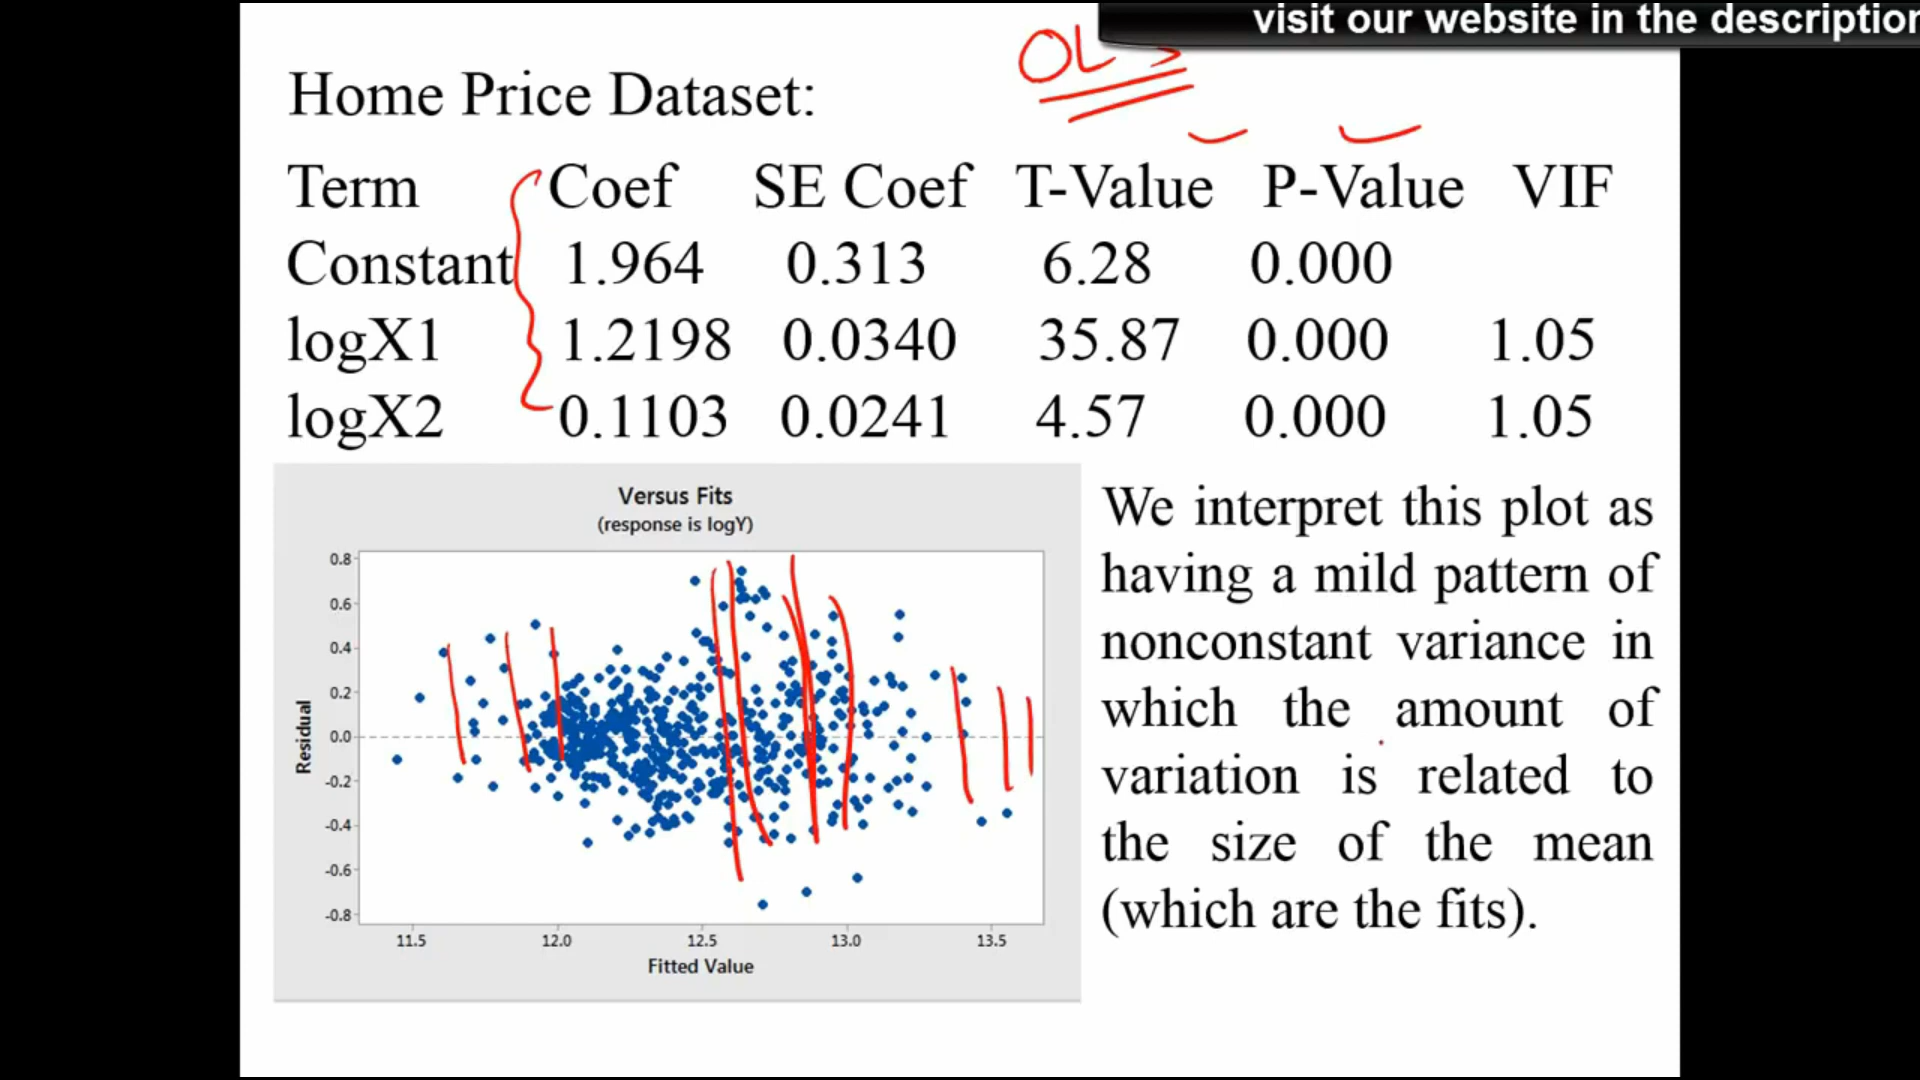 visit our website in the description
OLS
Home Price Dataset:
Term Coef SE Coef T-Value P-Value VIF
Constant 1.964 0.313 6.28 0.000
logX1 1.2198 0.0340 35.87 0.000 1.05
logX2 0.1103 0.0241 4.57 0.000 1.05
Versus Fits
(response is logY)
0.8
0.6
0.4
0.2
0.0
-0.2
-0.4
-0.6
-0.8
Residual
11.5 12.0 12.5 13.0 13.5
Fitted Value
We interpret this plot as
having a mild pattern of
nonconstant variance in
which the amount of
variation is related to
the size of the mean
(which are the fits).